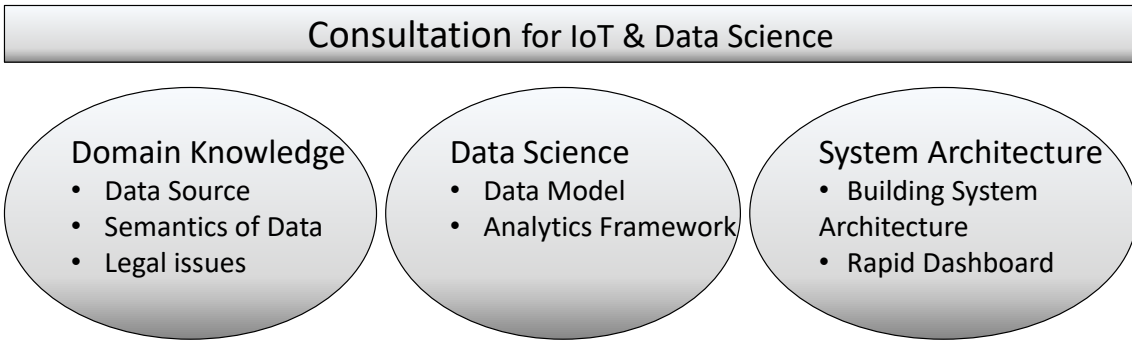 Consultation for IoT & Data Science
Domain Knowledge
• Data Source
• Semantics of Data
• Legal issues
Data Science
• Data Model
• Analytics Framework
System Architecture
• Building System
Architecture
• Rapid Dashboard